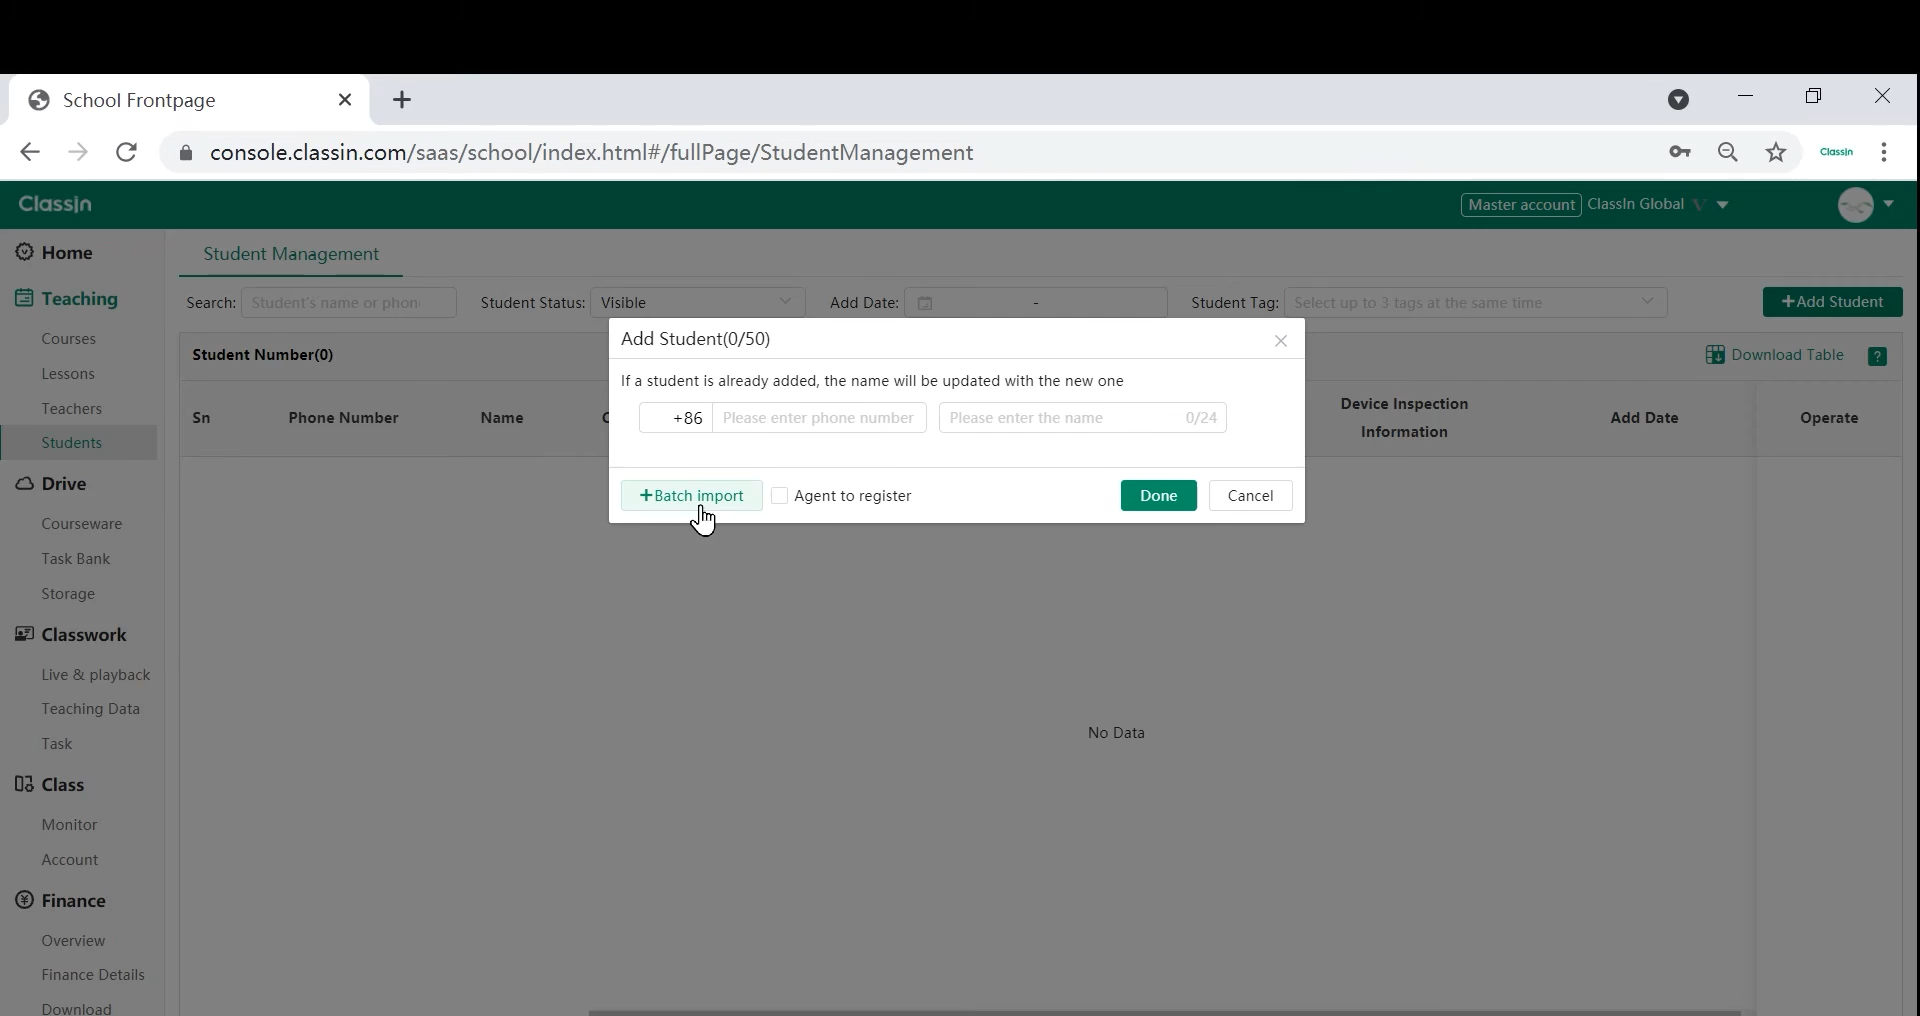 School Frontpage
console.classin.com/saas/school/index.html#/fullPage/StudentManagement
ClassIn
ClassIn
Master account ClassIn Global V
Home
Student Management
Teaching
Search: Student's name or phon Student Status: Visible Add Date: - Student Tag: Select up to 3 tags at the same time +Add Student
Courses
Add Student(0/50)
Student Number(0) Download Table ?
Lessons
If a student is already added, the name will be updated with the new one
Teachers
Sn Phone Number Name C Device Inspection Information Add Date Operate
+86 Please enter phone number Please enter the name 0/24
Students
Drive
+Batch import Agent to register Done Cancel
Courseware
Task Bank
Storage
Classwork
Live & playback
Teaching Data
No Data
Task
Class
Monitor
Account
Finance
Overview
Finance Details
Download